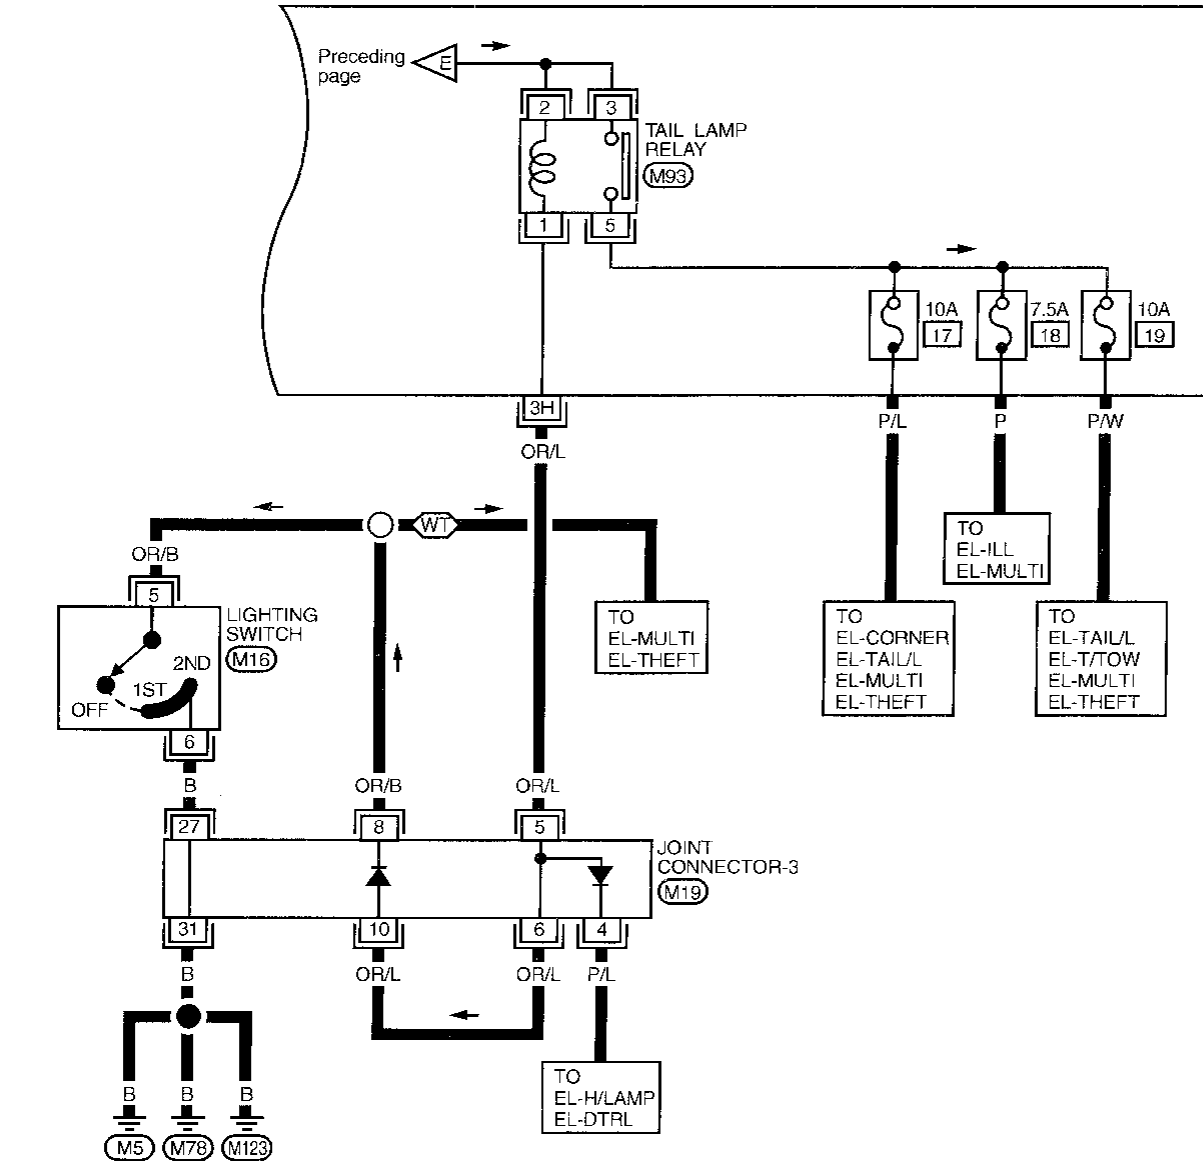 Preceding
page
E
2
3
TAIL LAMP
RELAY
M93
1
5
10A
17
7.5A
18
10A
19
3H
OR/L
P/L
P
P/W
WT
OR/B
5
LIGHTING
SWITCH
M16
2ND
1ST
OFF
6
B
TO
EL-MULTI
EL-THEFT
TO
EL-CORNER
EL-TAIL/L
EL-MULTI
EL-THEFT
TO
EL-ILL
EL-MULTI
TO
EL-TAIL/L
EL-T/TOW
EL-MULTI
EL-THEFT
OR/B
OR/L
27
8
5
JOINT
CONNECTOR-3
M19
31
10
6
4
B
OR/L
OR/L
P/L
B
B
B
M5
M78
M123
TO
EL-H/LAMP
EL-DTRL